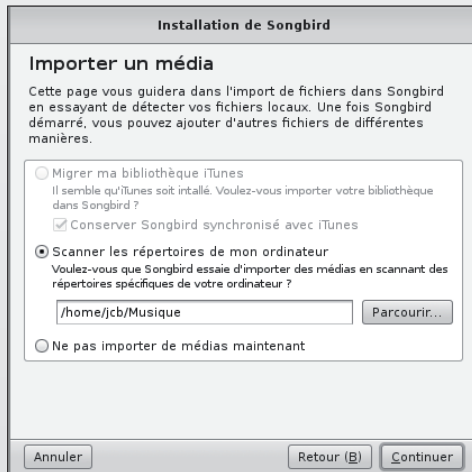 Installation de Songbird
Importer un média
Cette page vous guidera dans l'import de fichiers dans Songbird
en essayant de détecter vos fichiers locaux. Une fois Songbird
démarré, vous pouvez ajouter d'autres fichiers de différentes
manières.
Migrer ma bibliothèque iTunes
Il semble qu'iTunes soit intallé. Voulez-vous importer votre bibliothèque
dans Songbird ?
Conserver Songbird synchronisé avec iTunes
Scanner les répertoires de mon ordinateur
Voulez-vous que Songbird essaie d'importer des médias en scannant des
répertoires spécifiques de votre ordinateur ?
/home/jcb/Musique
Parcourir...
Ne pas importer de médias maintenant
Annuler
Retour (B)
Continuer